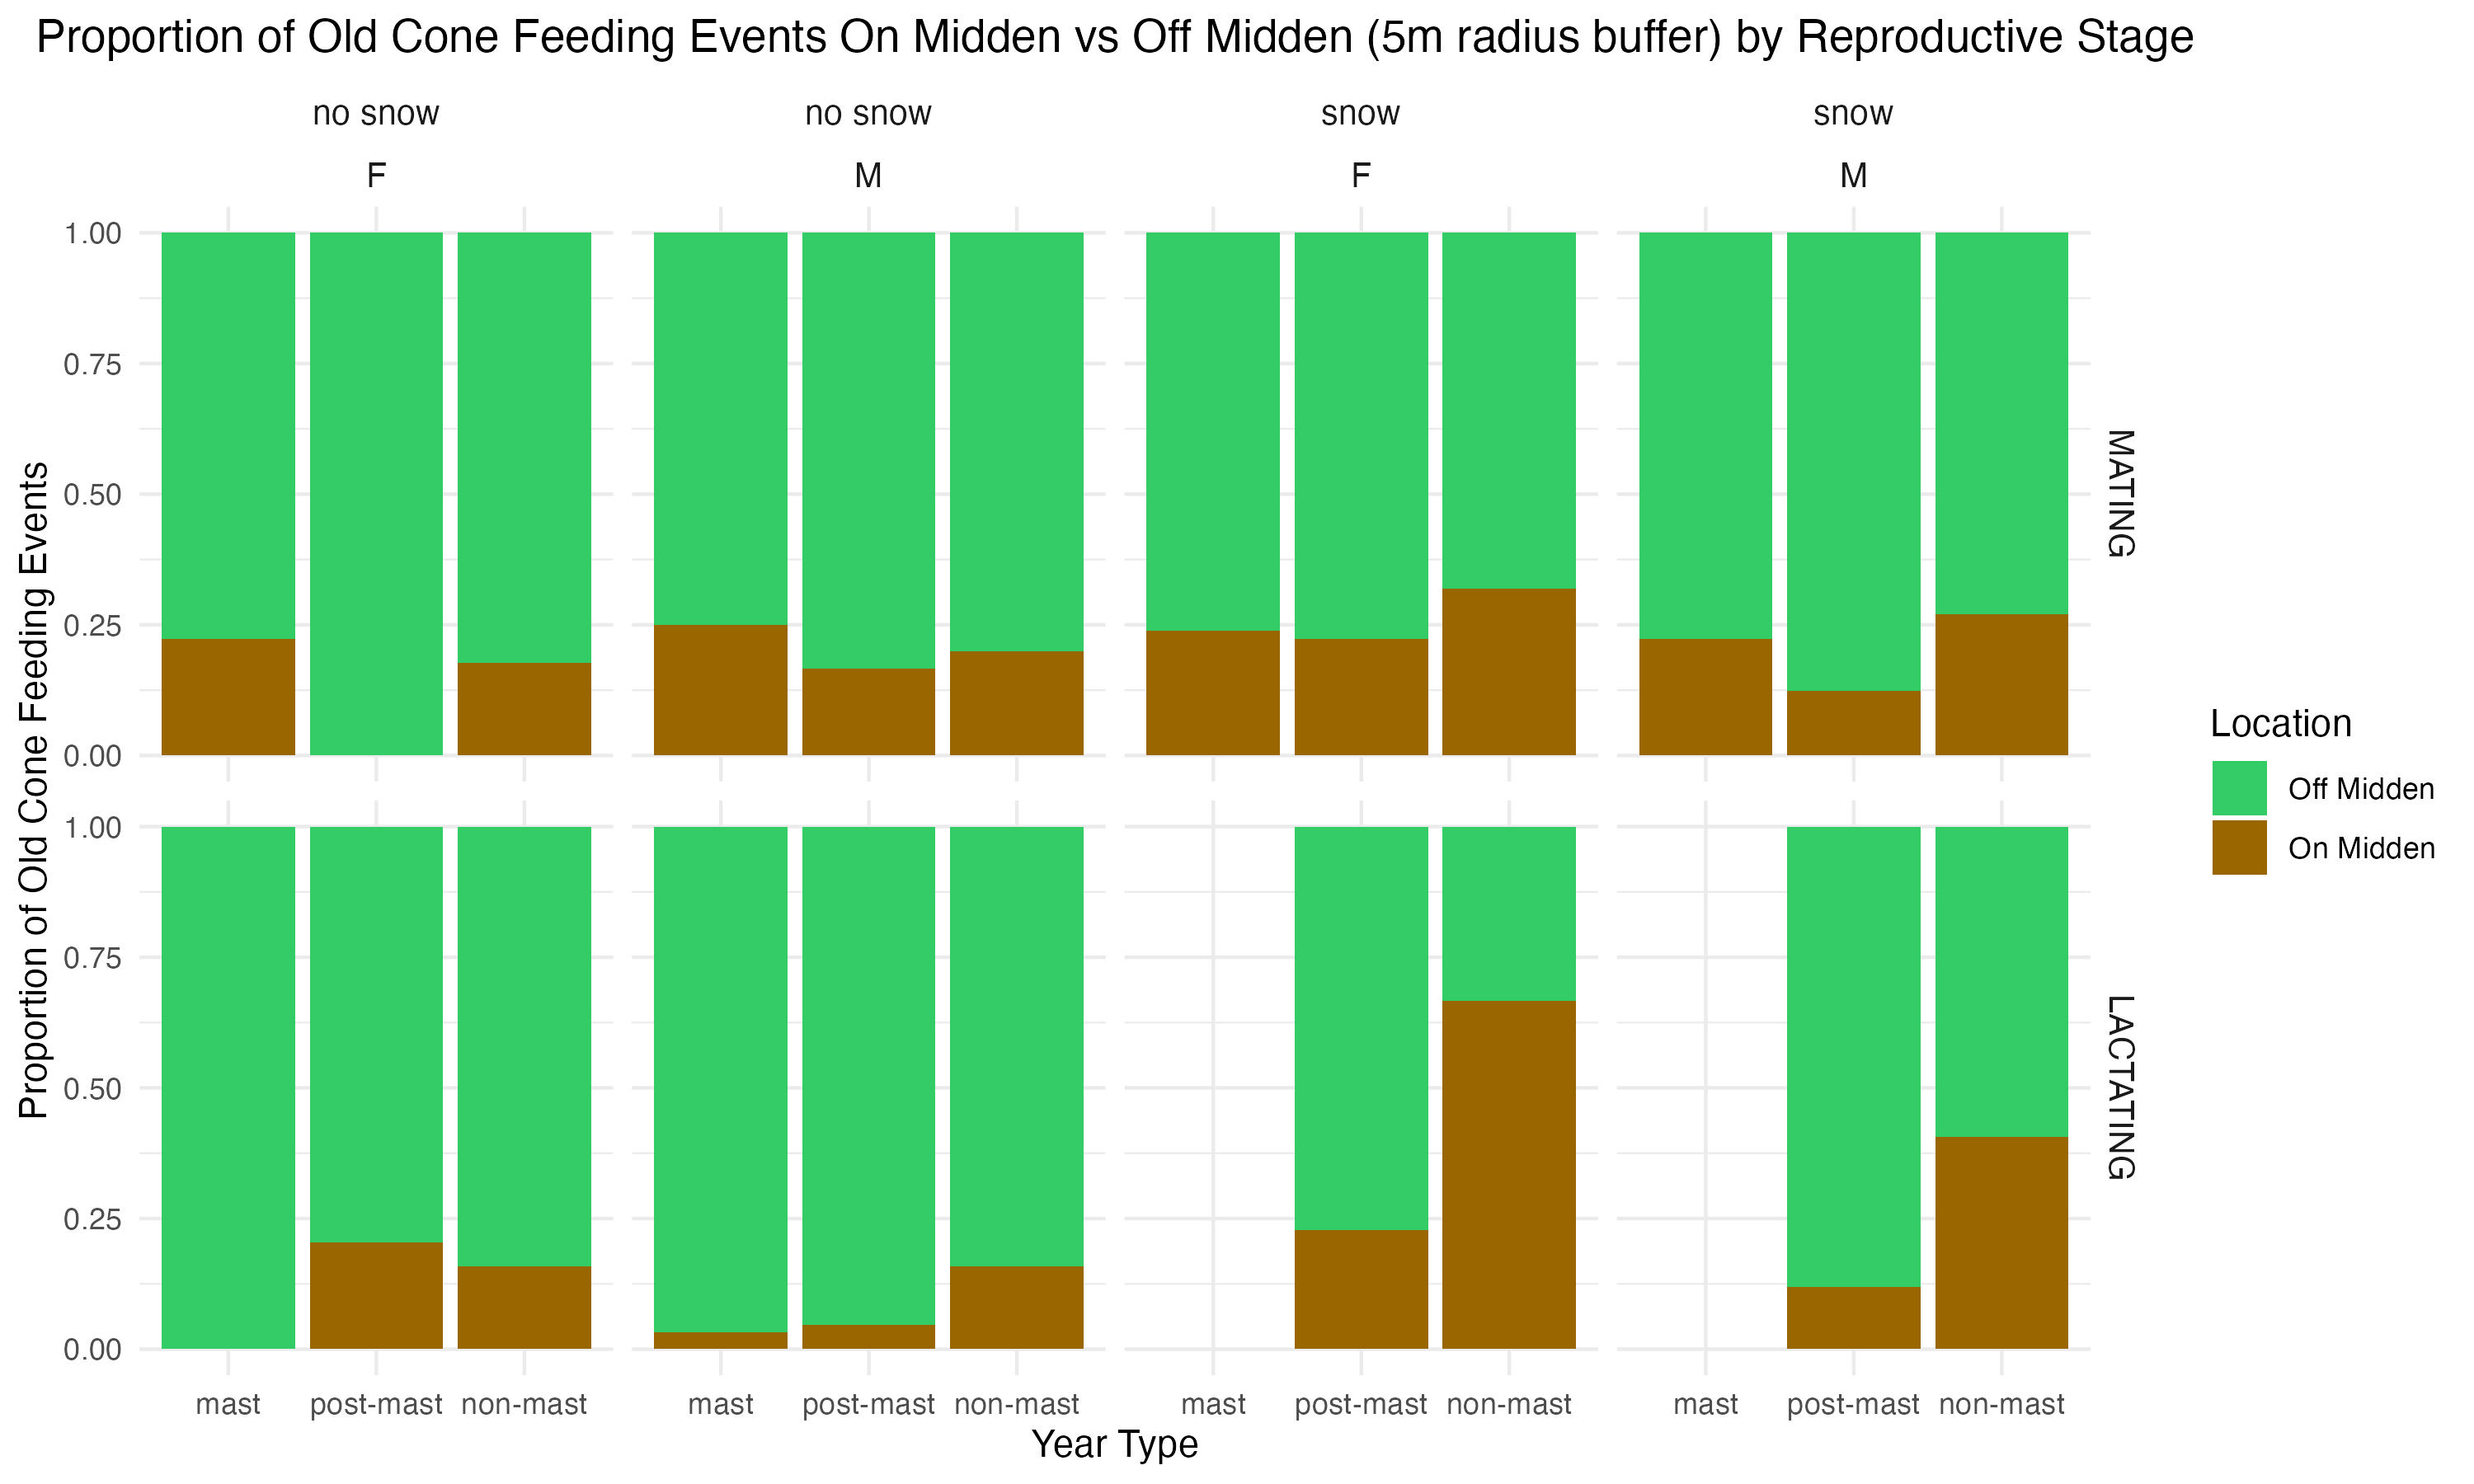 Proportion of Old Cone Feeding Events On Midden vs Off Midden (5m radius buffer) by Reproductive Stage
no snow no snow snow snow
F M F M
1.00
0.75
0.50
0.25
0.00
MATING
1.00
0.75
0.50
0.25
0.00
LACTATING
mast post-mast non-mast mast post-mast non-mast mast post-mast non-mast mast post-mast non-mast
Year Type
Proportion of Old Cone Feeding Events
Location
Off Midden
On Midden